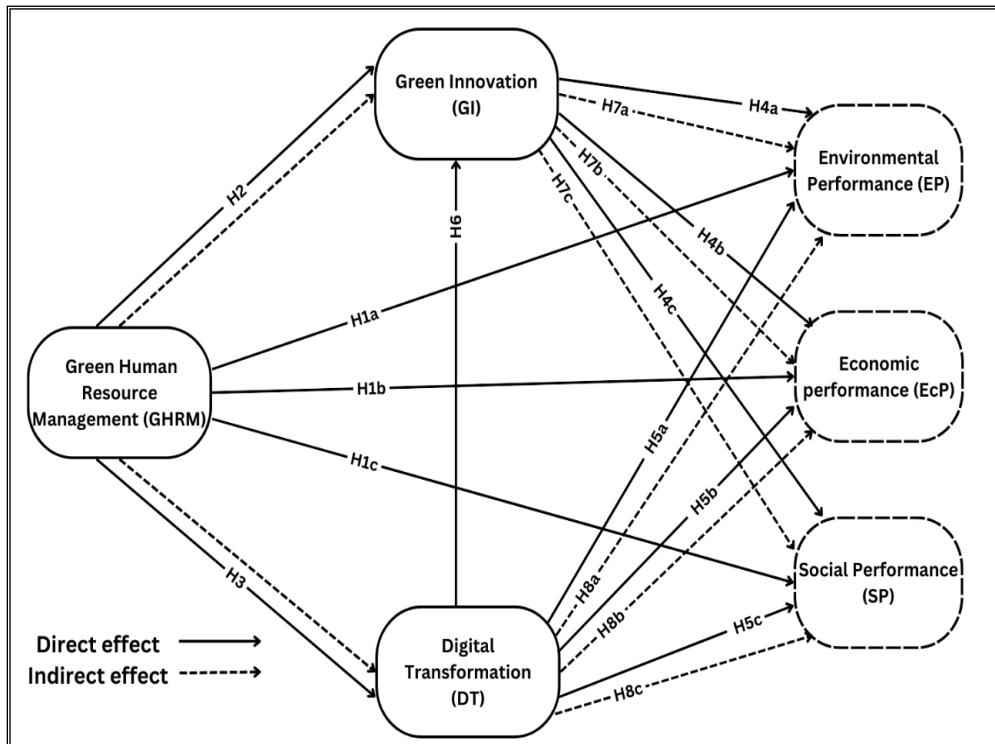 Green Innovation
(GI)
H4a
H7a
Environmental
Performance (EP)
H7b
H7c
H2
H6
H4b
H4c
H1a
Green Human
Resource
Management (GHRM)
H1b
Economic
performance (EcP)
H1c
H5a
H5b
H3
H8a
H8b
Social Performance
(SP)
H5c
H8c
Digital
Transformation
(DT)
Direct effect
Indirect effect